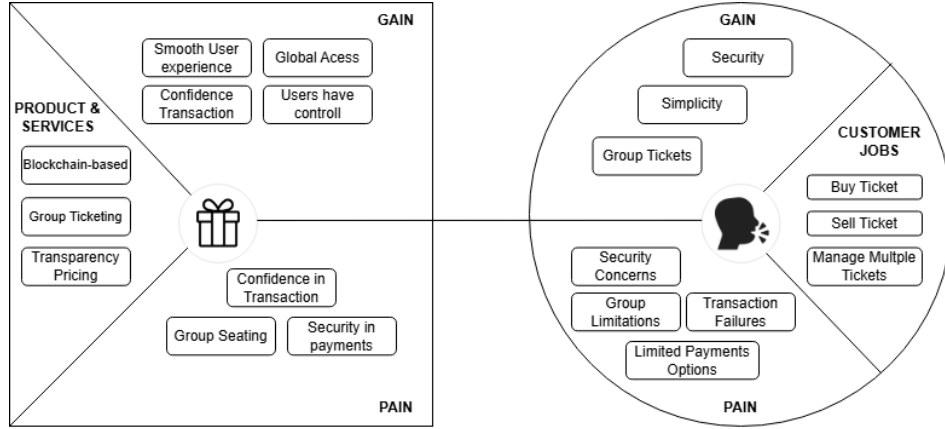 GAIN
Smooth User
experience
Global Acess
Confidence
Transaction
Users have
controll
PRODUCT &
SERVICES
Blockchain-based
Group Ticketing
Transparency
Pricing
Confidence in
Transaction
Group Seating
Security in
payments
PAIN
GAIN
Security
Simplicity
Group Tickets
CUSTOMER
JOBS
Buy Ticket
Sell Ticket
Manage Multple
Tickets
Security
Concerns
Group
Limitations
Transaction
Failures
Limited Payments
Options
PAIN